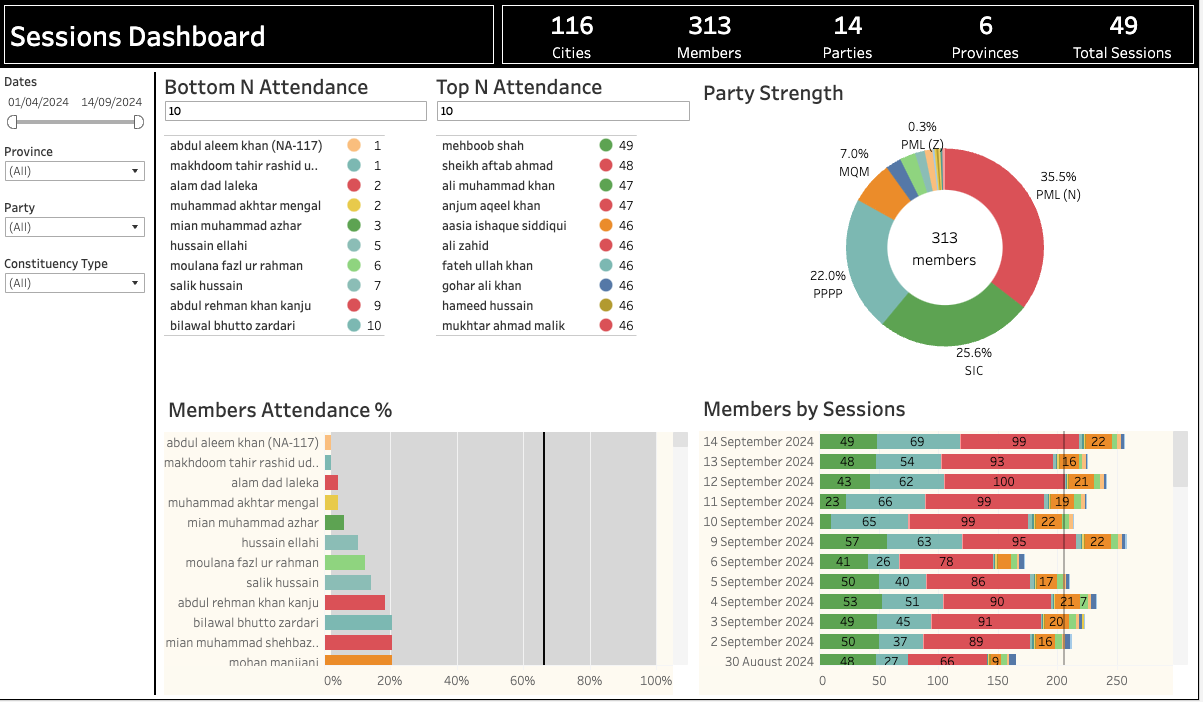 Sessions Dashboard
116
Cities
313
Members
14
Parties
6
Provinces
49
Total Sessions
Dates
01/04/2024 14/09/2024
Province
(All)
Party
(All)
Constituency Type
(All)
Bottom N Attendance
10
abdul aleem khan (NA-117) 1
makhdoom tahir rashid u.. 1
alam dad laleka 2
muhammad akhtar mengal 2
mian muhammad azhar 3
hussain ellahi 5
moulana fazl ur rahman 6
salik hussain 7
abdul rehman khan kanju 9
bilawal bhutto zardari 10
Top N Attendance
10
mehboob shah 49
sheikh aftab ahmad 48
ali muhammad khan 47
anjum aqeel khan 47
aasia ishaque siddiqui 46
ali zahid 46
fateh ullah khan 46
gohar ali khan 46
hameed hussain 46
mukhtar ahmad malik 46
Party Strength
0.3%
PML (Z)
7.0%
MQM
35.5%
PML (N)
313
members
22.0%
PPPP
25.6%
SIC
Members Attendance %
abdul aleem khan (NA-117)
makhdoom tahir rashid ud..
alam dad laleka
muhammad akhtar mengal
mian muhammad azhar
hussain ellahi
moulana fazl ur rahman
salik hussain
abdul rehman khan kanju
bilawal bhutto zardari
mian muhammad shehbaz..
mohan manjiani
0% 20% 40% 60% 80% 100%
Members by Sessions
14 September 2024 49 69 99 22
13 September 2024 48 54 93 16
12 September 2024 43 62 100 21
11 September 2024 23 66 99 19
10 September 2024 65 99 22
9 September 2024 57 63 95 22
6 September 2024 41 26 78
5 September 2024 50 40 86 17
4 September 2024 53 51 90 21 7
3 September 2024 49 45 91 20
2 September 2024 50 37 89 16
30 August 2024 48 27 66 9
0 50 100 150 200 250